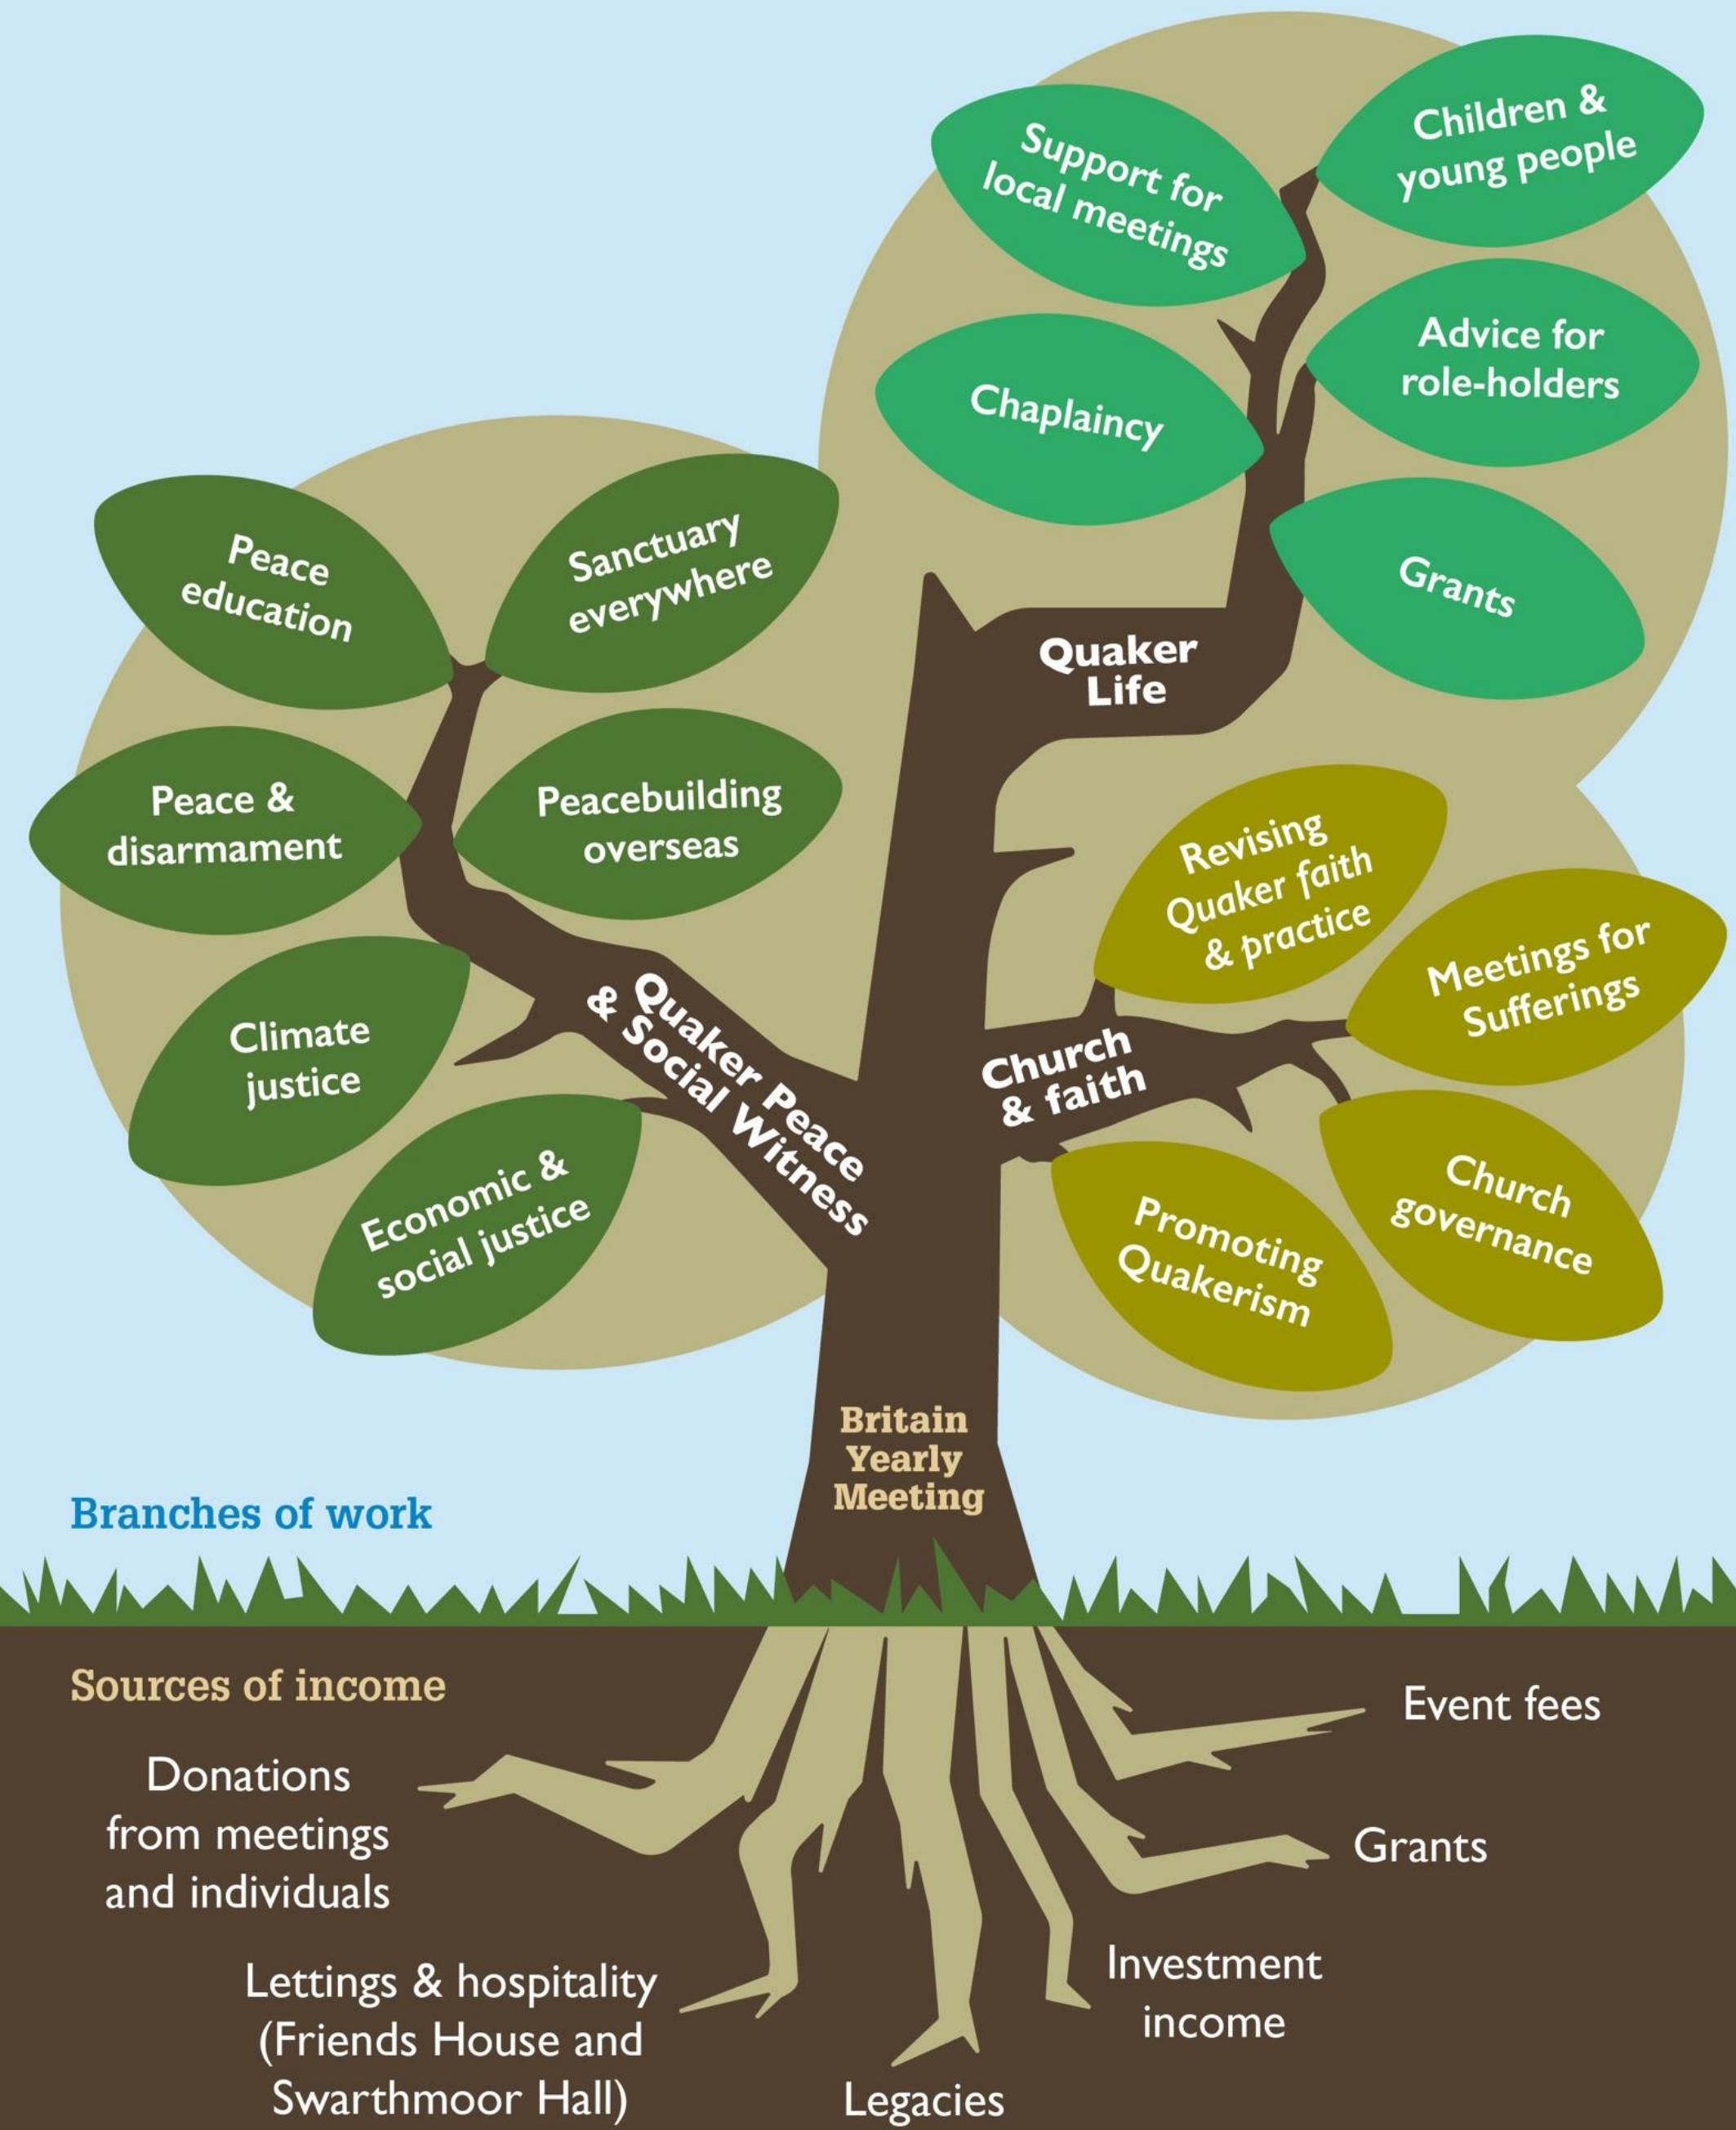 Support for
local meetings
Children &
young people
Chaplaincy
Advice for
role-holders
Grants
Quaker
Life
Peace
education
Sanctuary
everywhere
Peace &
disarmament
Peacebuilding
overseas
Climate
justice
Economic &
social justice
Quaker Peace
& Social Witness
Revising
Quaker faith
& practice
Meetings for
Sufferings
Church
& faith
Church
governance
Promoting
Quakerism
Britain
Yearly
Meeting
Branches of work
Sources of income
Donations
from meetings
and individuals
Lettings & hospitality
(Friends House and
Swarthmoor Hall)
Legacies
Investment
income
Grants
Event fees